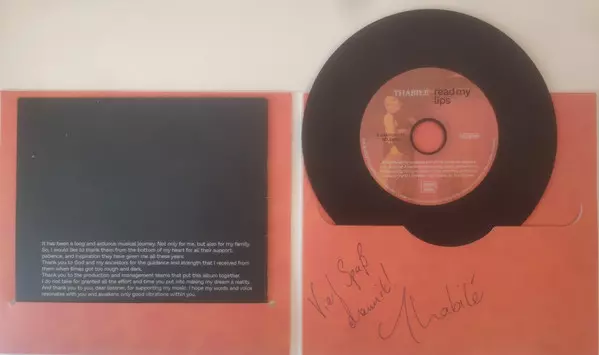 It has been a long and arduous musical journey. Not only for me, but also for my family.
So, I would like to thank them from the bottom of my heart for all their support,
patience, and inspiration they have given me all these years.
Thank you to God and my ancestors for the guidance and strength that I received from
them when times got too rough and dark.
Thank you to the production and management teams that put this album together.
I do not take for granted all the effort and time you put into making my dream a reality.
And thank you to you, dear listener, for supporting my music. I hope my words and voice
resonates with you and awakens only good vibrations within you.
THABILÉ
read my
lips
Viel Spaß
damit!
Thabilé